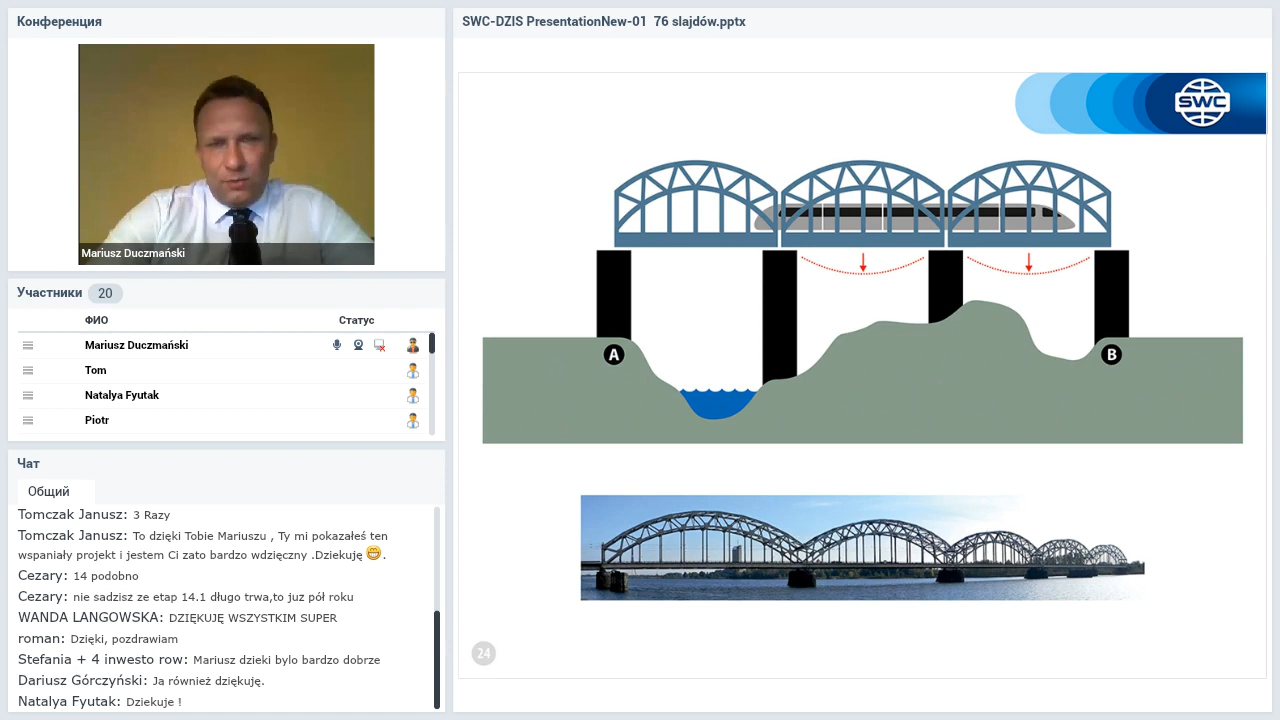 Конференция
Mariusz Duczmański
Участники 20
ФИО Статус
Mariusz Duczmański
Tom
Natalya Fyutak
Piotr
Чат
Общий
Tomczak Janusz: 3 Razy
Tomczak Janusz: To dzięki Tobie Mariuszu , Ty mi pokazałeś ten
wspaniały projekt i jestem Ci zato bardzo wdzięczny .Dziekuję .
Cezary: 14 podobno
Cezary: nie sadzisz ze etap 14.1 długo trwa,to juz pół roku
WANDA LANGOWSKA: DZIĘKUJĘ WSZYSTKIM SUPER
roman: Dzięki, pozdrawiam
Stefania + 4 inwesto row: Mariusz dzieki bylo bardzo dobrze
Dariusz Górczyński: Ja również dziękuję.
Natalya Fyutak: Dziekuje !
SWC-DZIS PresentationNew-01 76 slajdów.pptx
SWC
A
B
24